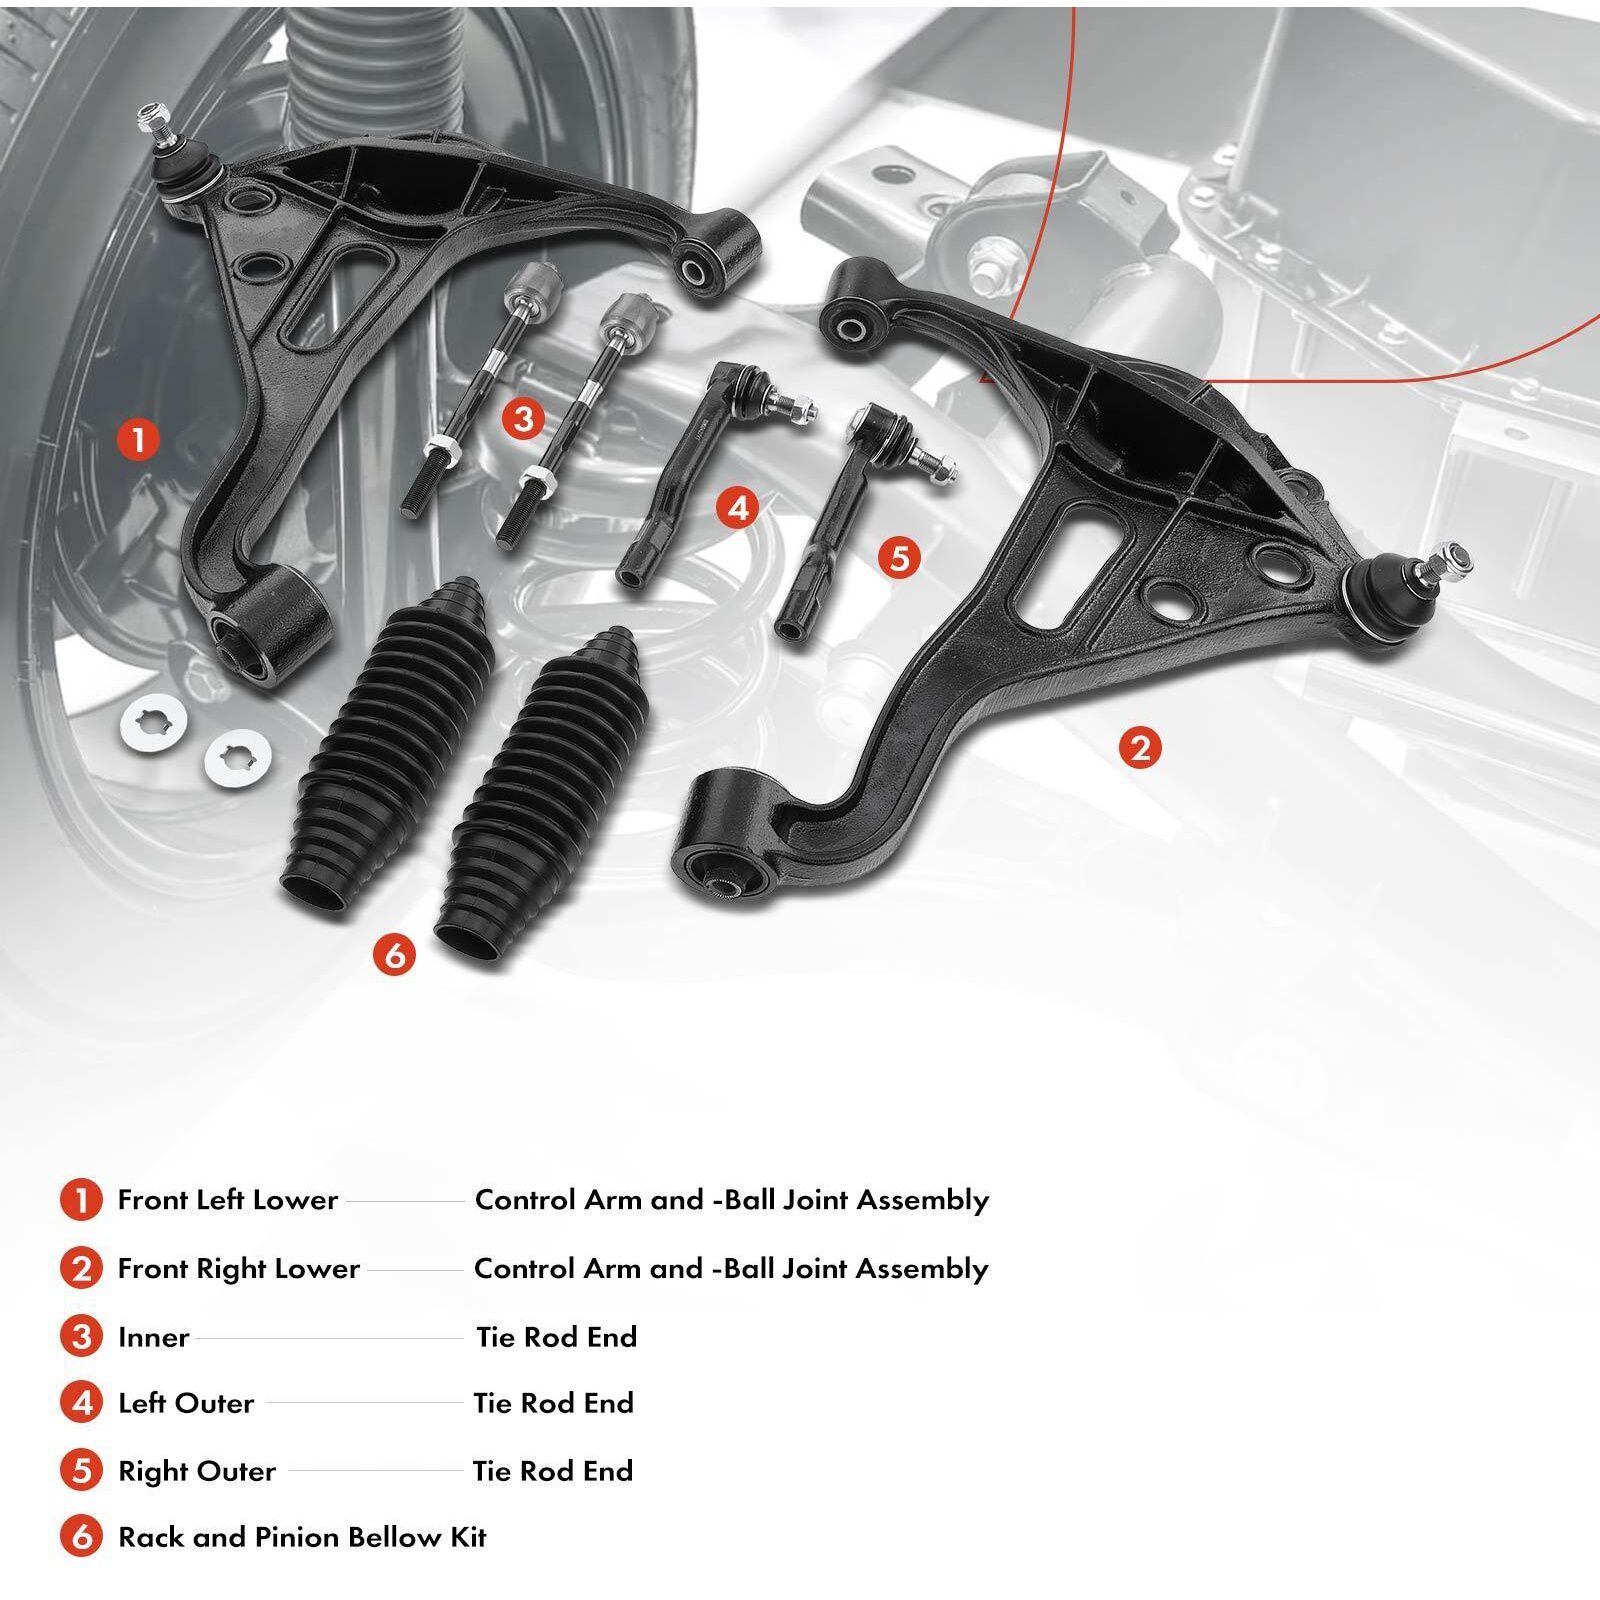 1
3
4
5
2
6
1 Front Left Lower Control Arm and -Ball Joint Assembly
2 Front Right Lower Control Arm and -Ball Joint Assembly
3 Inner Tie Rod End
4 Left Outer Tie Rod End
5 Right Outer Tie Rod End
6 Rack and Pinion Bellow Kit